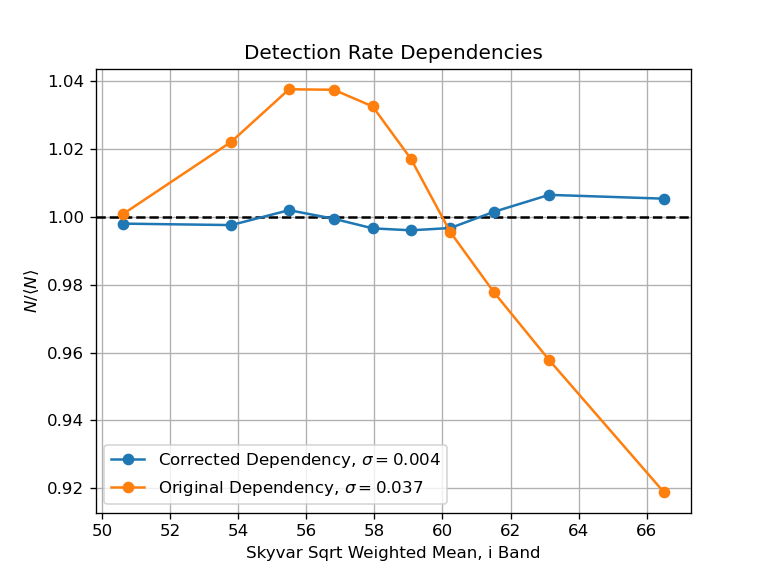 Detection Rate Dependencies
N/⟨N⟩
1.04
1.02
1.00
0.98
0.96
0.94
0.92
Corrected Dependency, σ = 0.004
Original Dependency, σ = 0.037
50 52 54 56 58 60 62 64 66
Skyvar Sqrt Weighted Mean, i Band